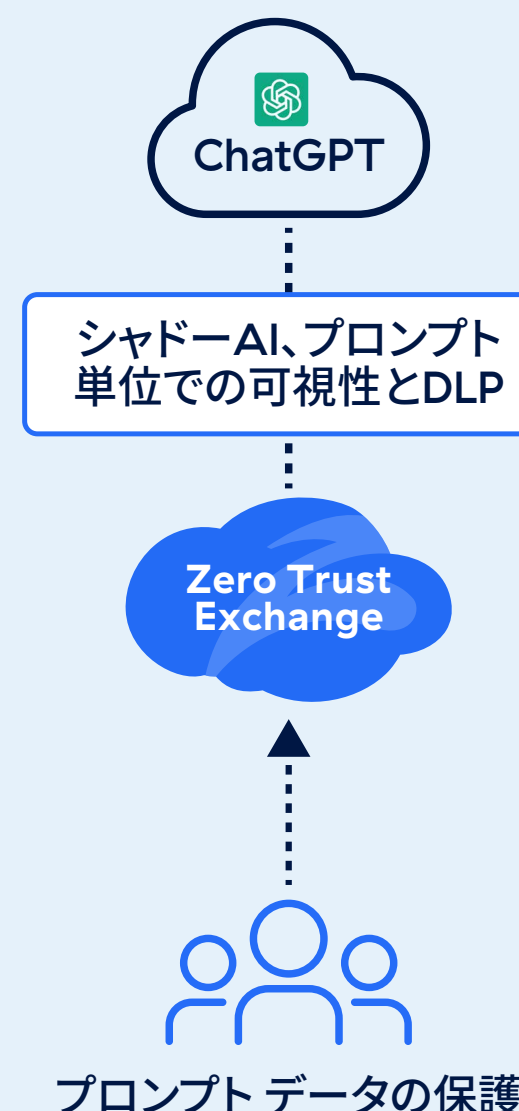 ChatGPT
シャドーAI、プロンプト
単位での可視性とDLP
Zero Trust
Exchange
プロンプト データの保護